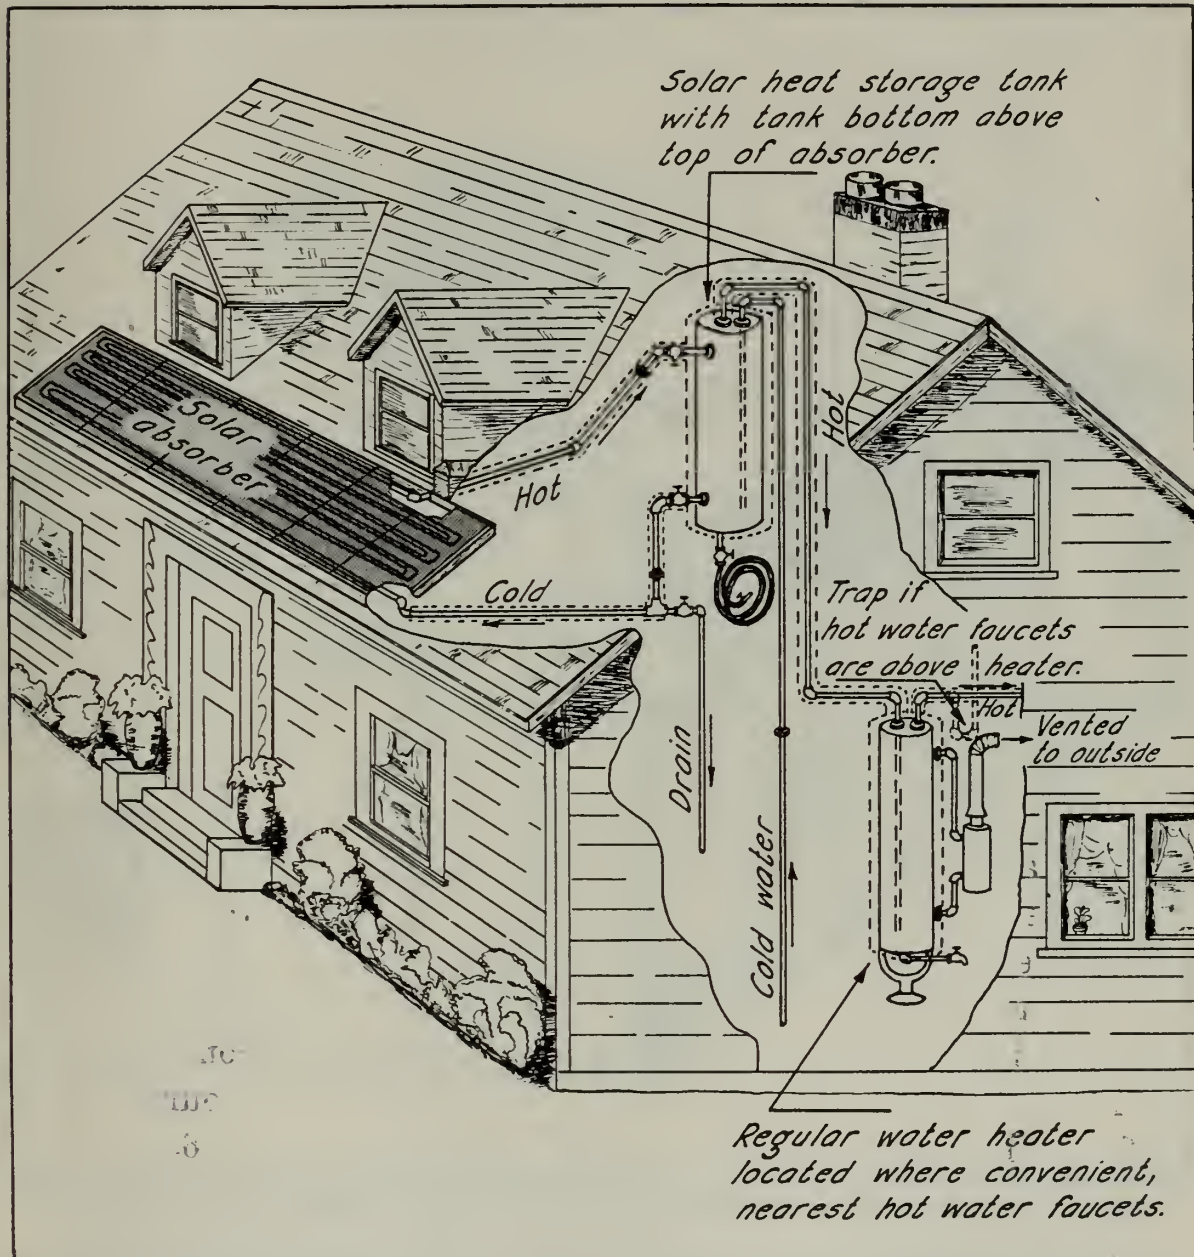 Solar heat storage tank
with tank bottom above
top of absorber.
Solar
absorber
Hot
Hot
Cold
Trap if
hot water faucets
are above heater.
Hot
Vented
to outside
Drain
Cold water
Regular water heater
located where convenient,
nearest hot water faucets.